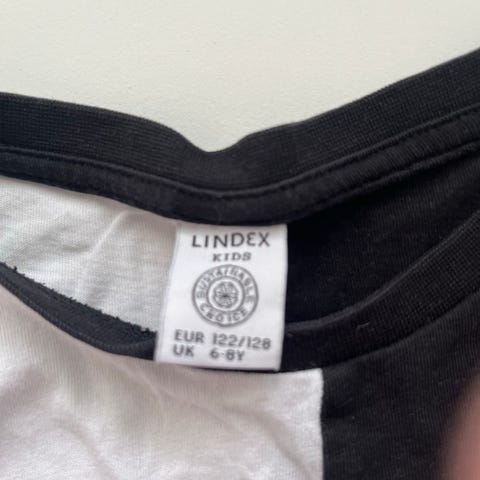 LINDEX
KIDS
SUSTAINABLE
CHOICE
EUR 122/128
UK 6-8Y